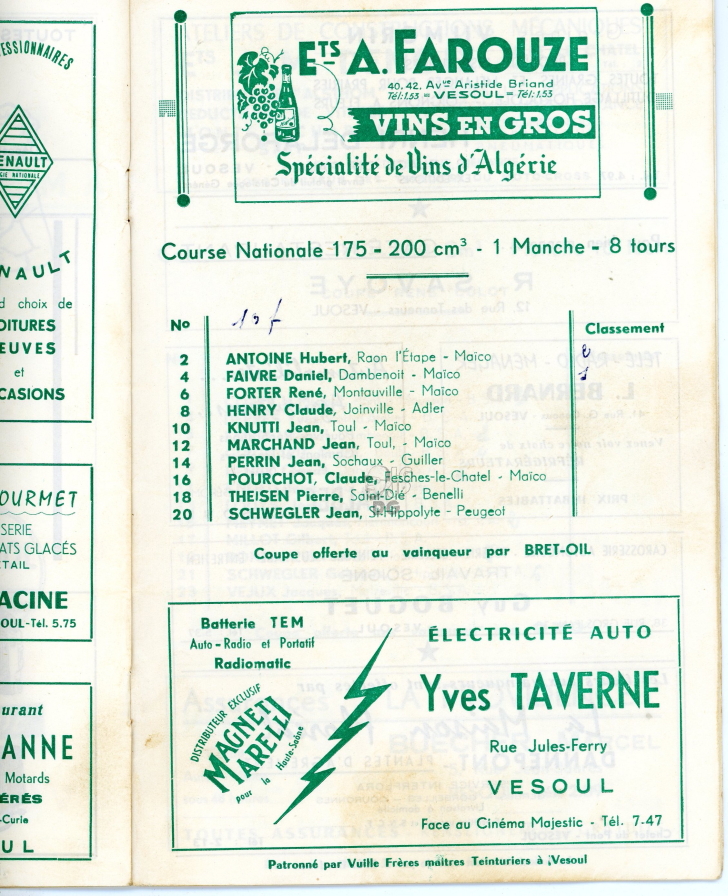 ESSIONNAIRES
ENAULT
GIE NATIONALE
NAULT
d choix de
OITURES
EUVES
et
CASIONS
OURMET
SERIE
ATS GLACÉS
ÉTAIL
ACINE
OUL-Tél. 5.75
urant
ANNE
Motards
ÉRÉS
-Curie
UL
ETS A. FAROUZE
40. 42. Avue Aristide Briand
Tél:1.53 - VESOUL - Tél:1.53
VINS EN GROS
Spécialité de Vins d'Algérie
Course Nationale 175 - 200 cm³ - 1 Manche - 8 tours
No Classement
2 ANTOINE Hubert, Raon l'Étape - Maïco
4 FAIVRE Daniel, Dambenoit - Maïco
6 FORTER René, Montauville - Maïco
8 HENRY Claude, Joinville - Adler
10 KNUTTI Jean, Toul - Maïco
12 MARCHAND Jean, Toul, - Maïco
14 PERRIN Jean, Sochaux - Guiller
16 POURCHOT, Claude, Fesches-le-Chatel - Maïco
18 THEISEN Pierre, Saint-Dié - Benelli
20 SCHWEGLER Jean, St-Hippolyte - Peugeot
Coupe offerte au vainqueur par BRET-OIL
Batterie TEM
Auto-Radio et Portatif
Radiomatic
DISTRIBUTEUR EXCLUSIF
MAGNETI
MARELLI
pour la Haute-Saône
ÉLECTRICITÉ AUTO
Yves TAVERNE
Rue Jules-Ferry
VESOUL
Face au Cinéma Majestic - Tél. 7-47
Patronné par Vuille Frères maîtres Teinturiers à Vesoul